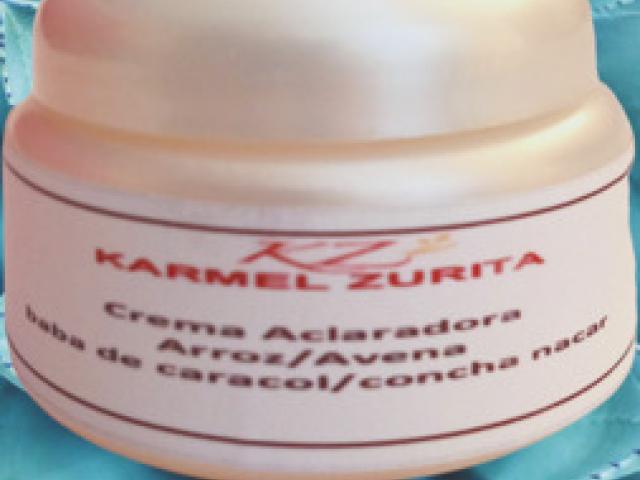 KZ
KARMEL ZURITA
Crema Aclaradora
Arroz/Avena
baba de caracol/concha nacar